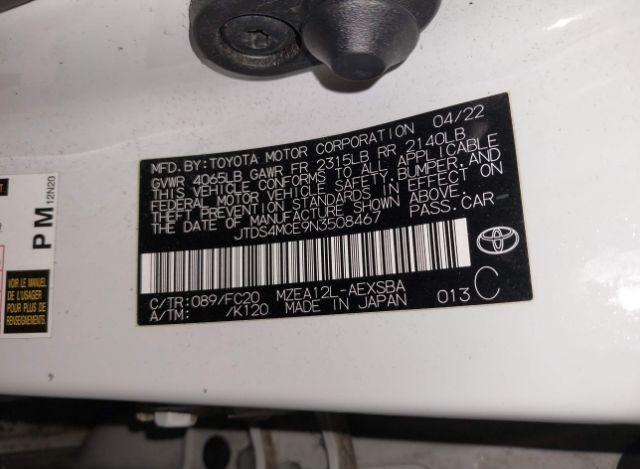 MFD. BY: TOYOTA MOTOR CORPORATION 04/22
GVWR 4065LB GAWR FR 2315LB RR 2140LB
THIS VEHICLE CONFORMS TO ALL APPLICABLE
FEDERAL MOTOR VEHICLE SAFETY, BUMPER, AND
THEFT PREVENTION STANDARDS IN EFFECT ON
THE DATE OF MANUFACTURE SHOWN ABOVE.
JTDS4MCE9N3508467 PASS. CAR
C/TR: 089/FC20 MZEA12L-AEXSBA
A/TM: /K120 MADE IN JAPAN 013 C
TOYOTA
PM 12N20
VOIR LE MANUEL
DE L'USAGER
POUR PLUS DE
RENSEIGNEMENTS.